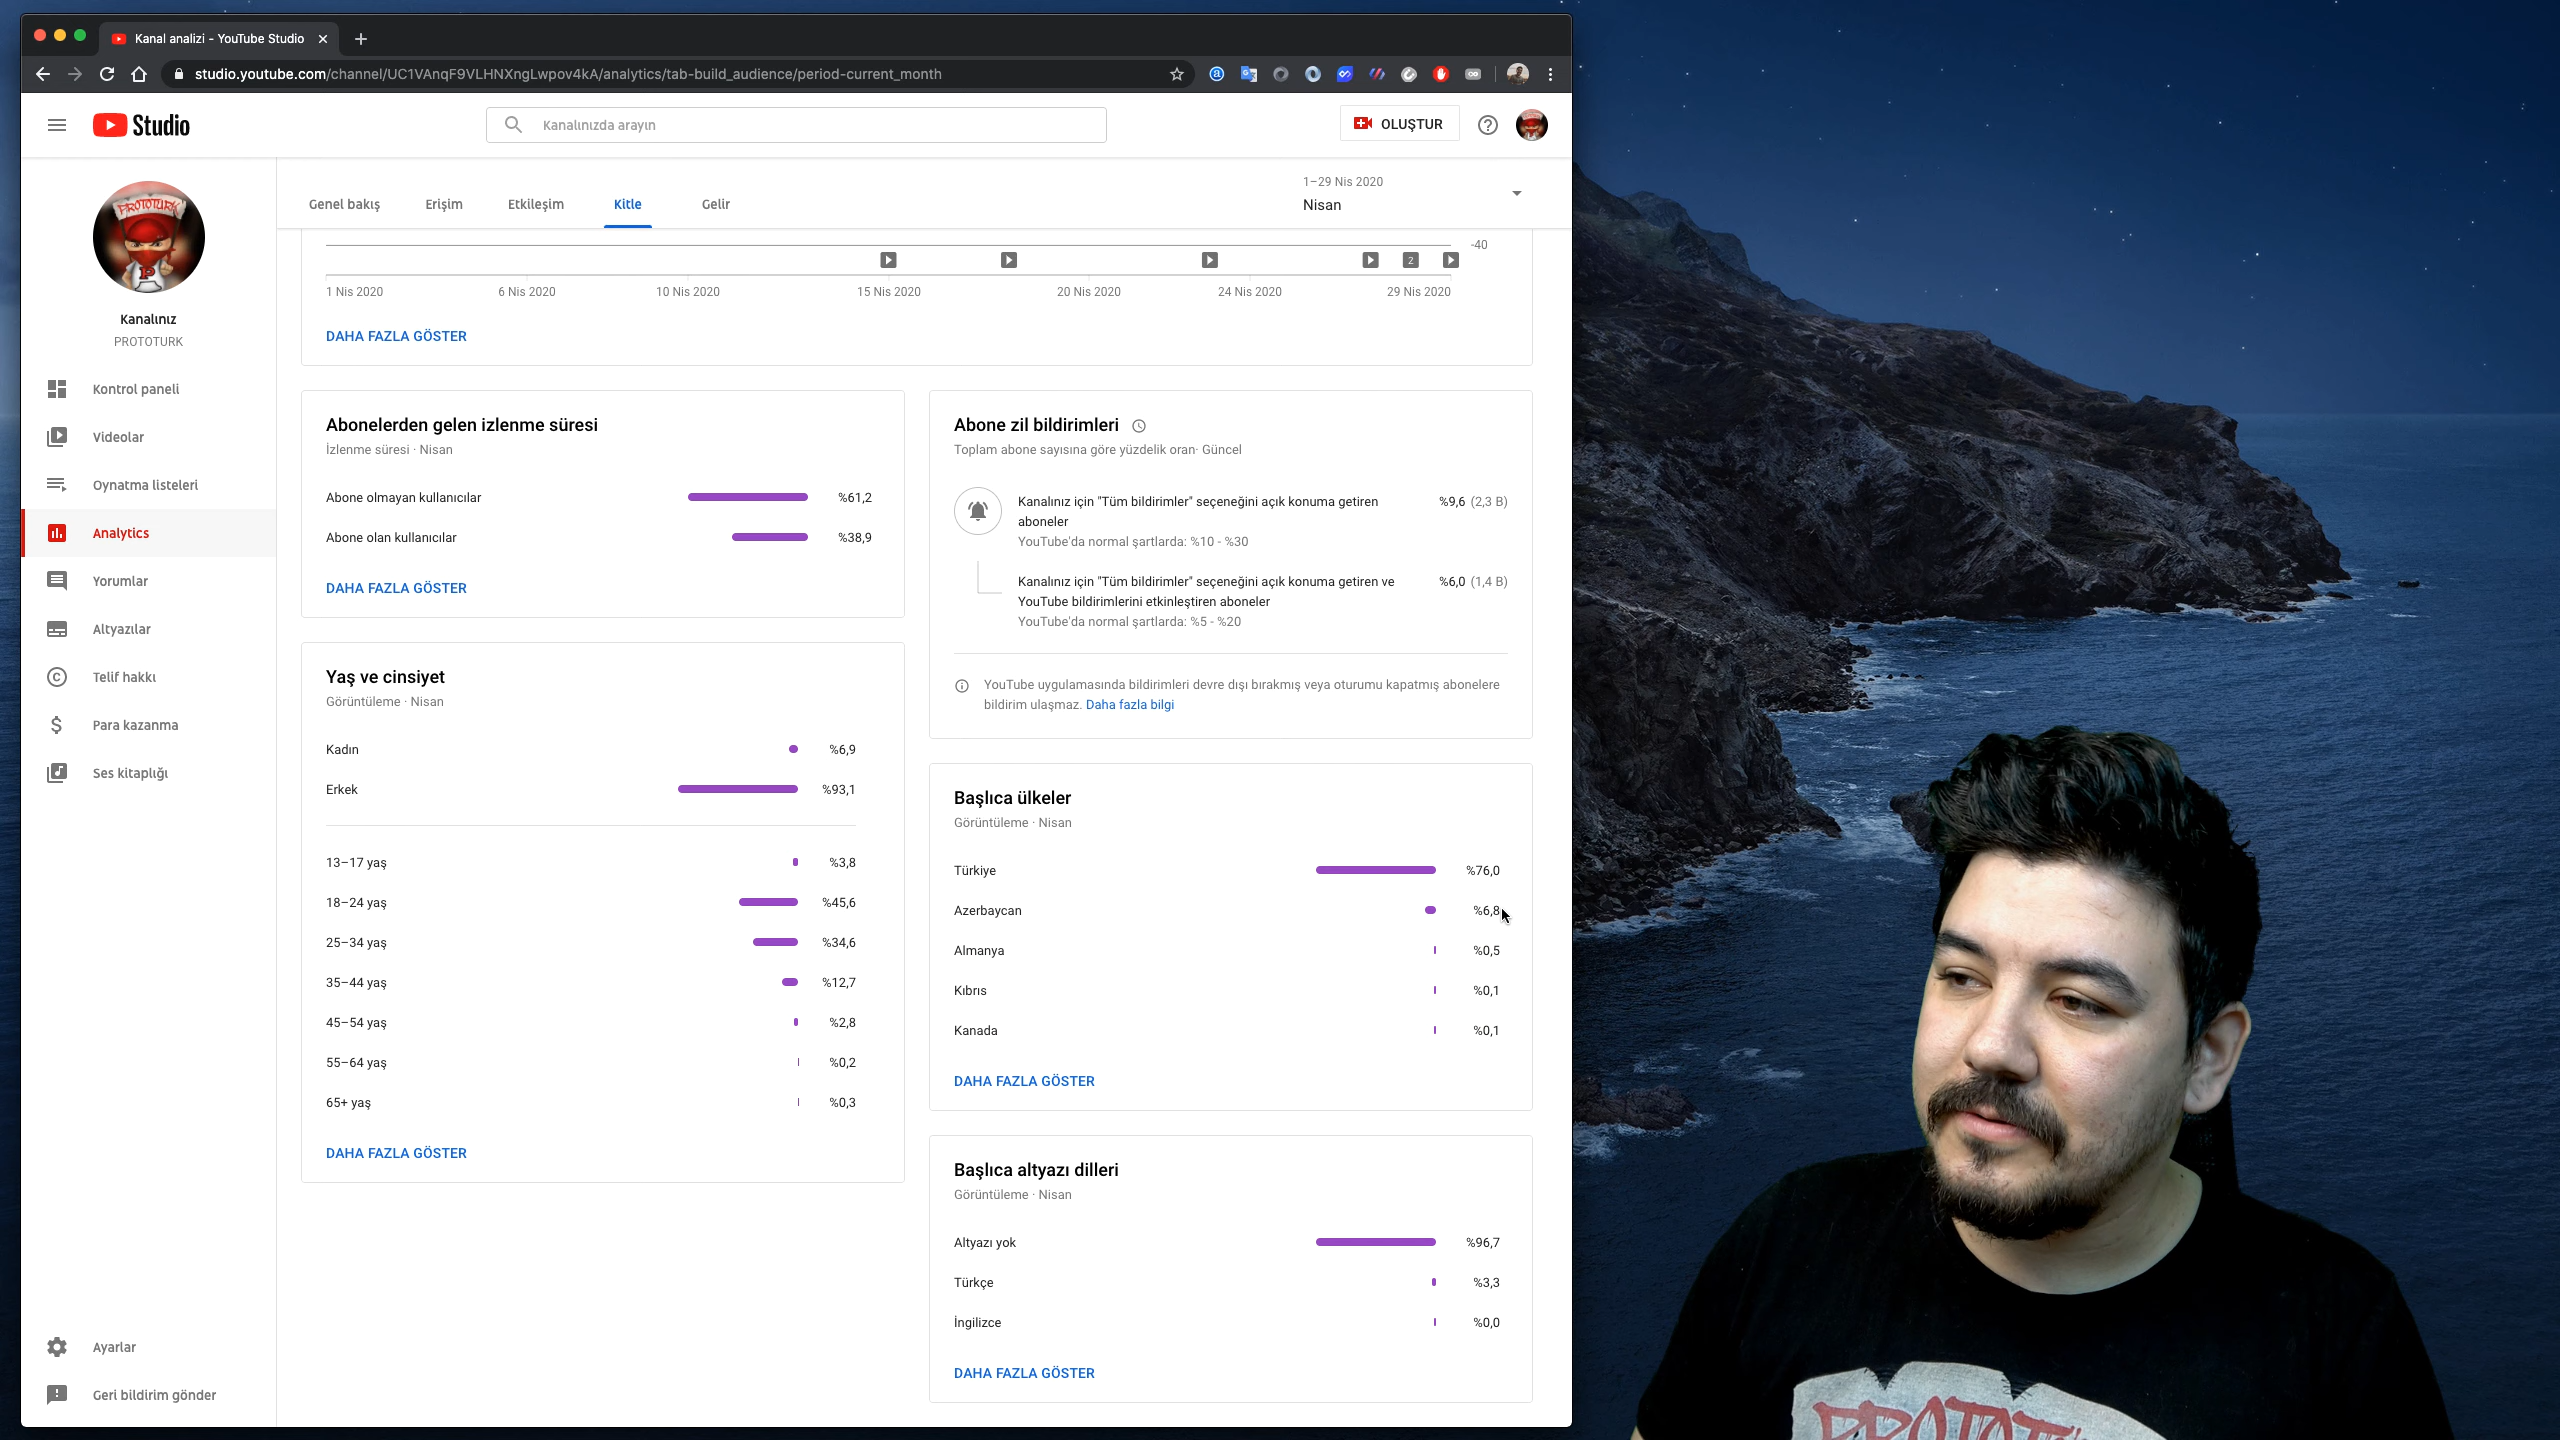 Kanal analizi - YouTube Studio
studio.youtube.com/channel/UC1VAnqF9VLHNXngLwpov4kA/analytics/tab-build_audience/period-current_month
Studio
Kanalınızda arayın
OLUŞTUR
PROTOTURK
Kanalınız
PROTOTURK
Kontrol paneli
Videolar
Oynatma listeleri
Analytics
Yorumlar
Altyazılar
Telif hakkı
Para kazanma
Ses kitaplığı
Ayarlar
Geri bildirim gönder
Genel bakış
Erişim
Etkileşim
Kitle
Gelir
1–29 Nis 2020
Nisan
-40
2
1 Nis 2020
6 Nis 2020
10 Nis 2020
15 Nis 2020
20 Nis 2020
24 Nis 2020
29 Nis 2020
DAHA FAZLA GÖSTER
Abonelerden gelen izlenme süresi
İzlenme süresi · Nisan
Abone olmayan kullanıcılar %61,2
Abone olan kullanıcılar %38,9
DAHA FAZLA GÖSTER
Yaş ve cinsiyet
Görüntüleme · Nisan
Kadın %6,9
Erkek %93,1
13–17 yaş %3,8
18–24 yaş %45,6
25–34 yaş %34,6
35–44 yaş %12,7
45–54 yaş %2,8
55–64 yaş %0,2
65+ yaş %0,3
DAHA FAZLA GÖSTER
Abone zil bildirimleri
Toplam abone sayısına göre yüzdelik oran· Güncel
Kanalınız için "Tüm bildirimler" seçeneğini açık konuma getiren %9,6 (2,3 B)
aboneler
YouTube'da normal şartlarda: %10 - %30
Kanalınız için "Tüm bildirimler" seçeneğini açık konuma getiren ve %6,0 (1,4 B)
YouTube bildirimlerini etkinleştiren aboneler
YouTube'da normal şartlarda: %5 - %20
YouTube uygulamasında bildirimleri devre dışı bırakmış veya oturumu kapatmış abonelere
bildirim ulaşmaz. Daha fazla bilgi
Başlıca ülkeler
Görüntüleme · Nisan
Türkiye %76,0
Azerbaycan %6,8
Almanya %0,5
Kıbrıs %0,1
Kanada %0,1
DAHA FAZLA GÖSTER
Başlıca altyazı dilleri
Görüntüleme · Nisan
Altyazı yok %96,7
Türkçe %3,3
İngilizce %0,0
DAHA FAZLA GÖSTER